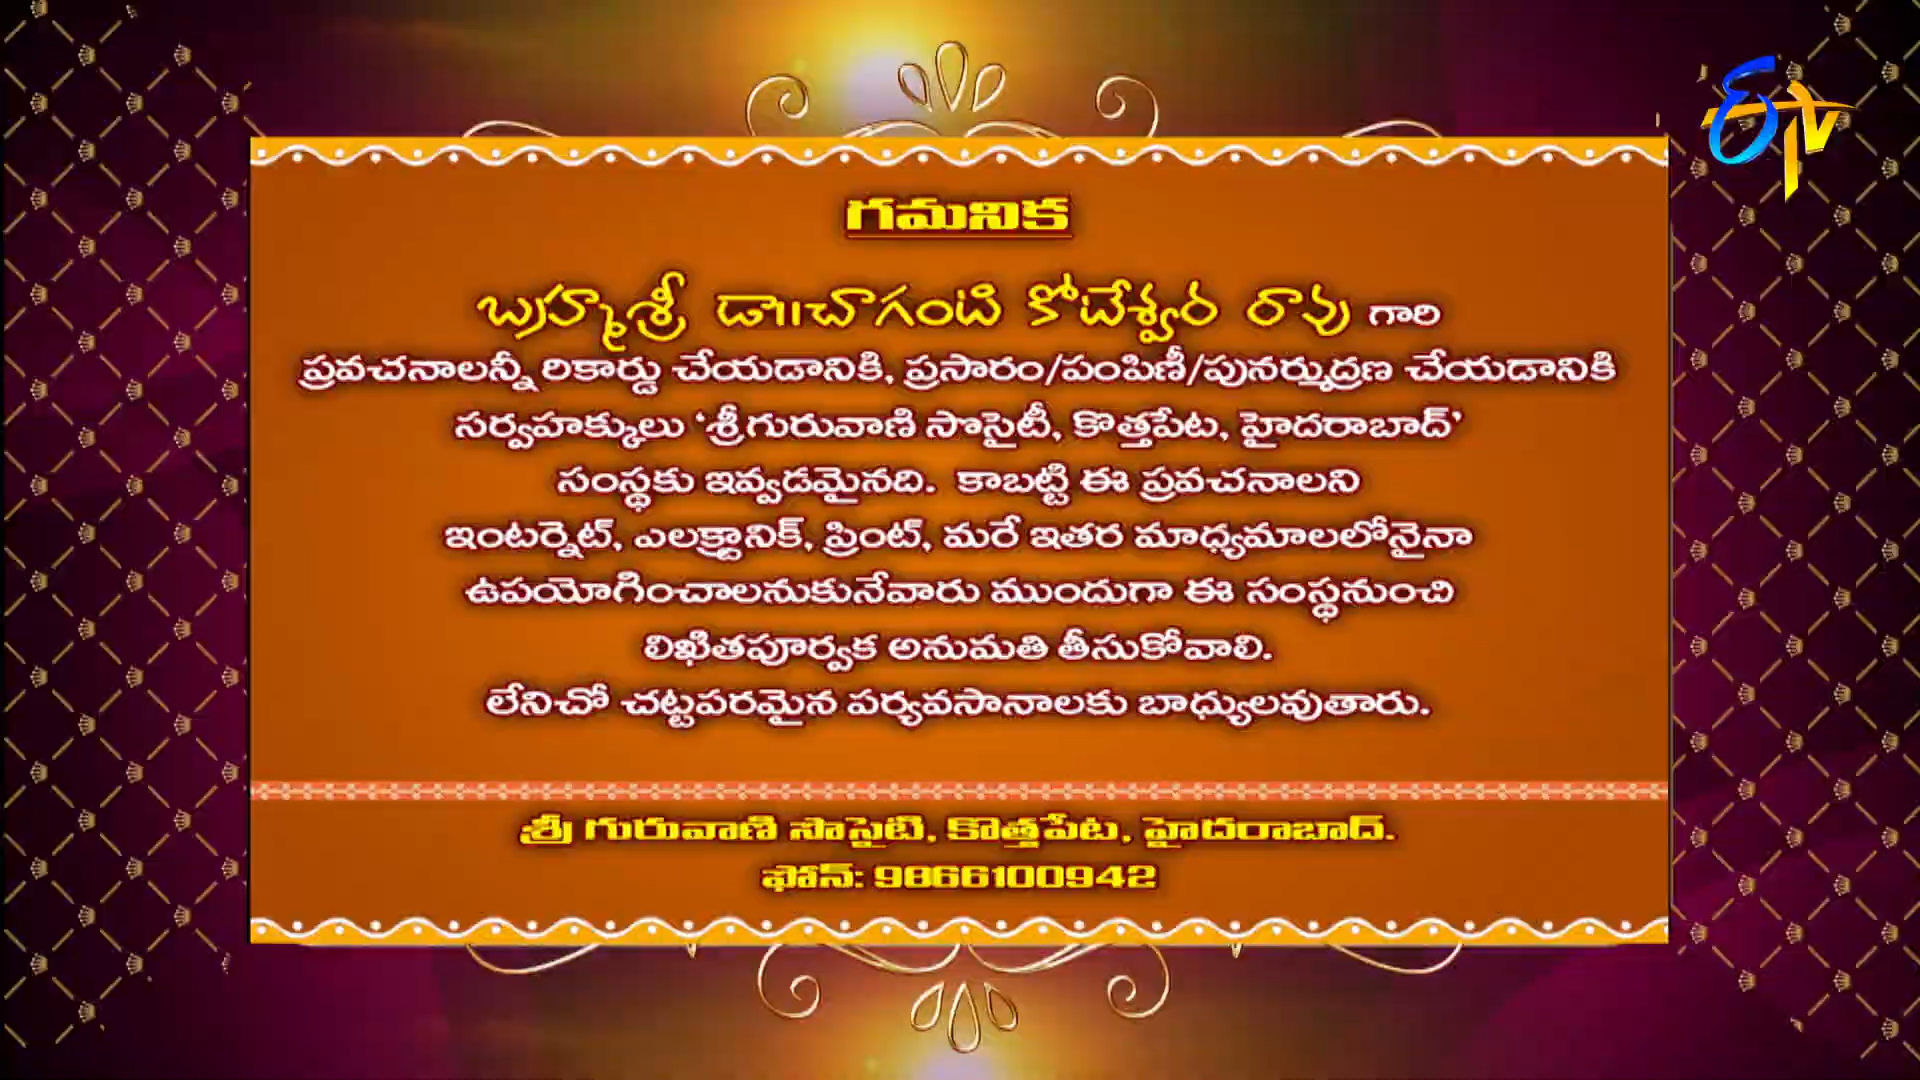 ఈTV
గమనిక
బ్రహ్మశ్రీ డా॥చాగంటి కోటేశ్వర రావు గారి
ప్రవచనాలన్నీ రికార్డు చేయడానికి, ప్రసారం/పంపిణీ/పునర్ముద్రణ చేయడానికి
సర్వహక్కులు ‘శ్రీగురువాణి సొసైటీ, కొత్తపేట, హైదరాబాద్’
సంస్థకు ఇవ్వడమైనది. కాబట్టి ఈ ప్రవచనాలని
ఇంటర్నెట్, ఎలక్ట్రానిక్, ప్రింట్, మరే ఇతర మాధ్యమాలలోనైనా
ఉపయోగించాలనుకునేవారు ముందుగా ఈ సంస్థనుంచి
లిఖితపూర్వక అనుమతి తీసుకోవాలి.
లేనిచో చట్టపరమైన పర్యవసానాలకు బాధ్యులవుతారు.
శ్రీ గురువాణి సొసైటి, కొత్తపేట, హైదరాబాద్.
ఫోన్: 9866100942